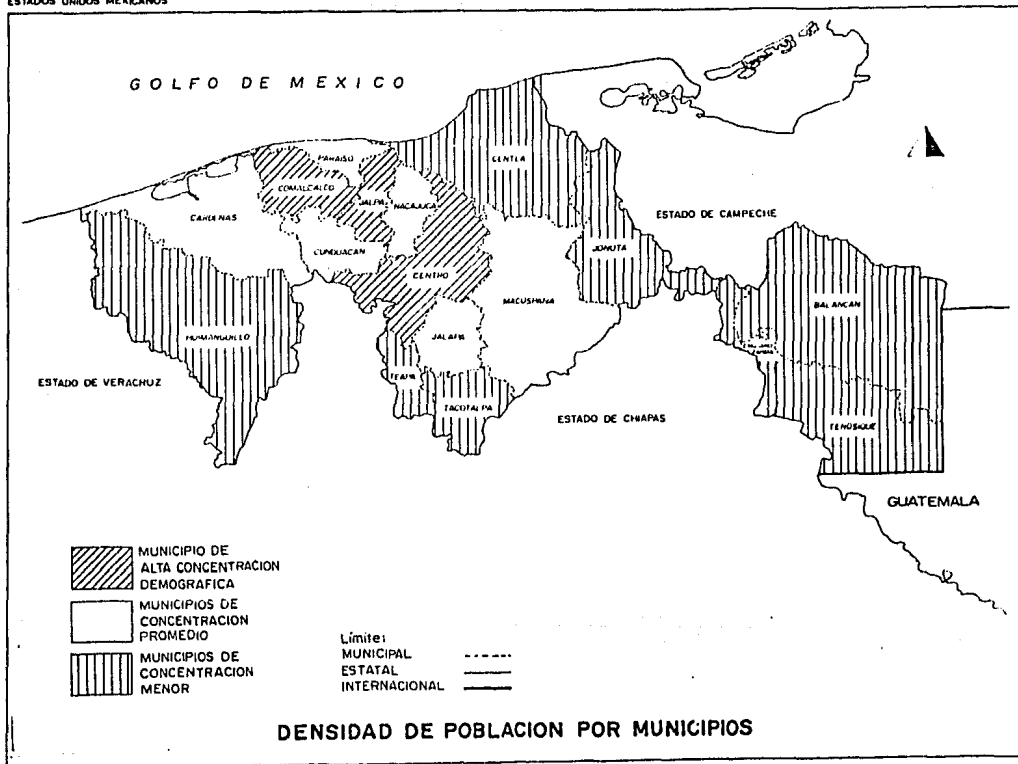 ESTADOS UNIDOS MEXICANOS
GOLFO DE MEXICO
CENTLA
PARAISO
COMALCALCO
JALPA
NACAJUCA
CARDENAS
ESTADO DE CAMPECHE
JONUTA
CUNDUACAN
CENTRO
MACUSPANA
BALANCAN
HUIMANGUILLO
JALAPA
ESTADO DE VERACRUZ
TEAPA
TACOTALPA
ESTADO DE CHIAPAS
TENOSIQUE
GUATEMALA
MUNICIPIO DE
ALTA CONCENTRACION
DEMOGRAFICA
MUNICIPIOS DE
CONCENTRACION
PROMEDIO
MUNICIPIOS DE
CONCENTRACION
MENOR
Límite:
MUNICIPAL
ESTATAL
INTERNACIONAL
DENSIDAD DE POBLACION POR MUNICIPIOS